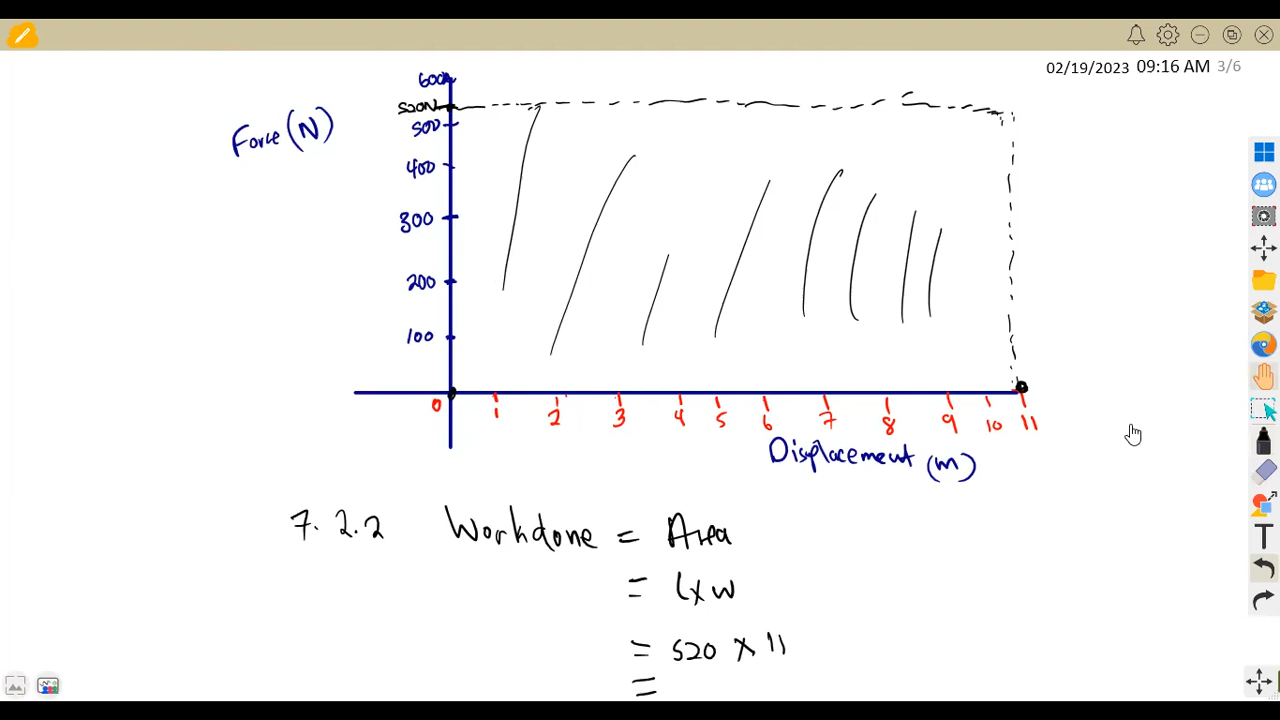 02/19/2023 09:16 AM 3/6
600
520N
500
Force (N)
400
300
200
100
0 1 2 3 4 5 6 7 8 9 10 11
Displacement (m)
7.2.2 Workdone = Area
= L x w
= 520 x 11
=
T